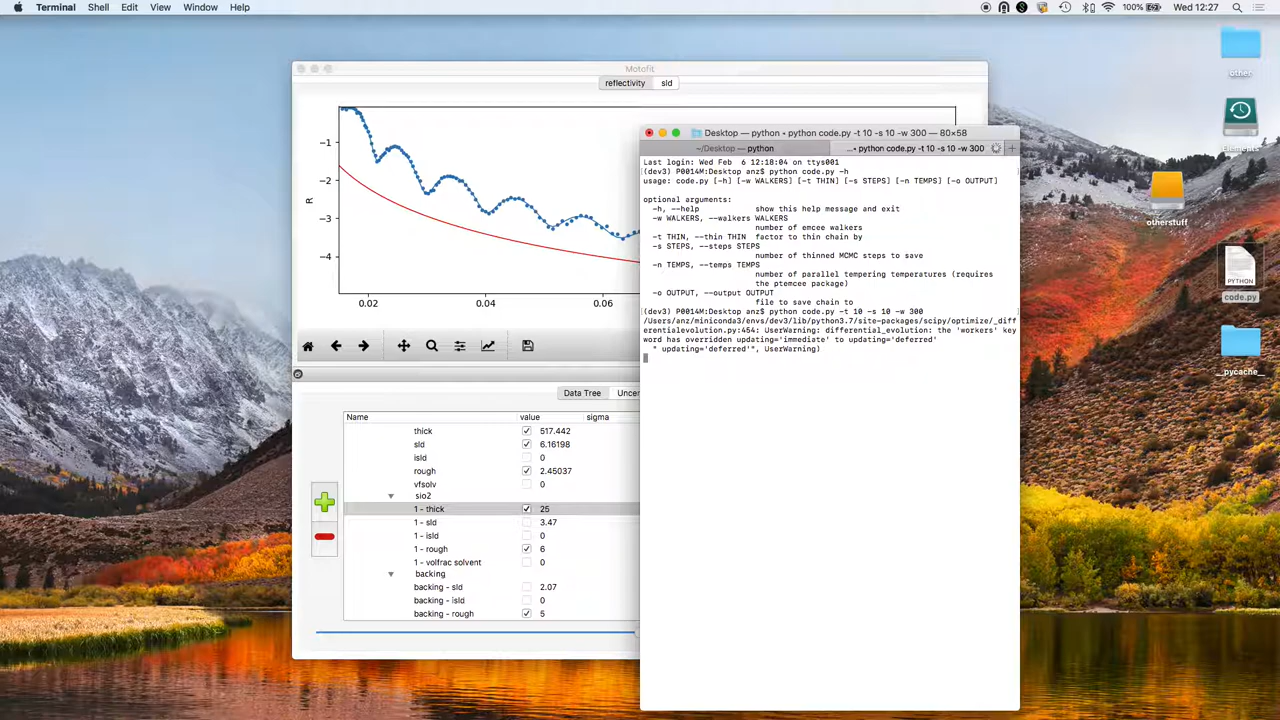 Terminal Shell Edit View Window Help 100% Wed 12:27
Motofit
reflectivity sld
R
−1
−2
−3
−4
0.02 0.04 0.06
Data Tree Uncer
Name value sigma
thick 517.442
sld 6.16198
isld 0
rough 2.45037
vfsolv 0
sio2
1 - thick 25
1 - sld 3.47
1 - isld 0
1 - rough 6
1 - volfrac solvent 0
backing
backing - sld 2.07
backing - isld 0
backing - rough 5
Desktop — python • python code.py -t 10 -s 10 -w 300 — 80×58
~/Desktop — python ... • python code.py -t 10 -s 10 -w 300
Last login: Wed Feb  6 12:18:04 on ttys001
[(dev3) P0014M:Desktop anz$ python code.py -h ]
usage: code.py [-h] [-w WALKERS] [-t THIN] [-s STEPS] [-n TEMPS] [-o OUTPUT]
optional arguments:
-h, --help show this help message and exit
-w WALKERS, --walkers WALKERS
number of emcee walkers
-t THIN, --thin THIN factor to thin chain by
-s STEPS, --steps STEPS
number of thinned MCMC steps to save
-n TEMPS, --temps TEMPS
number of parallel tempering temperatures (requires
the ptemcee package)
-o OUTPUT, --output OUTPUT
file to save chain to
[(dev3) P0014M:Desktop anz$ python code.py -t 10 -s 10 -w 300 ]
/Users/anz/miniconda3/envs/dev3/lib/python3.7/site-packages/scipy/optimize/_diff
erentialevolution.py:454: UserWarning: differential_evolution: the 'workers' key
word has overridden updating='immediate' to updating='deferred'
" updating='deferred'", UserWarning)
other
Elements
otherstuff
PYTHON
code.py
__pycache__